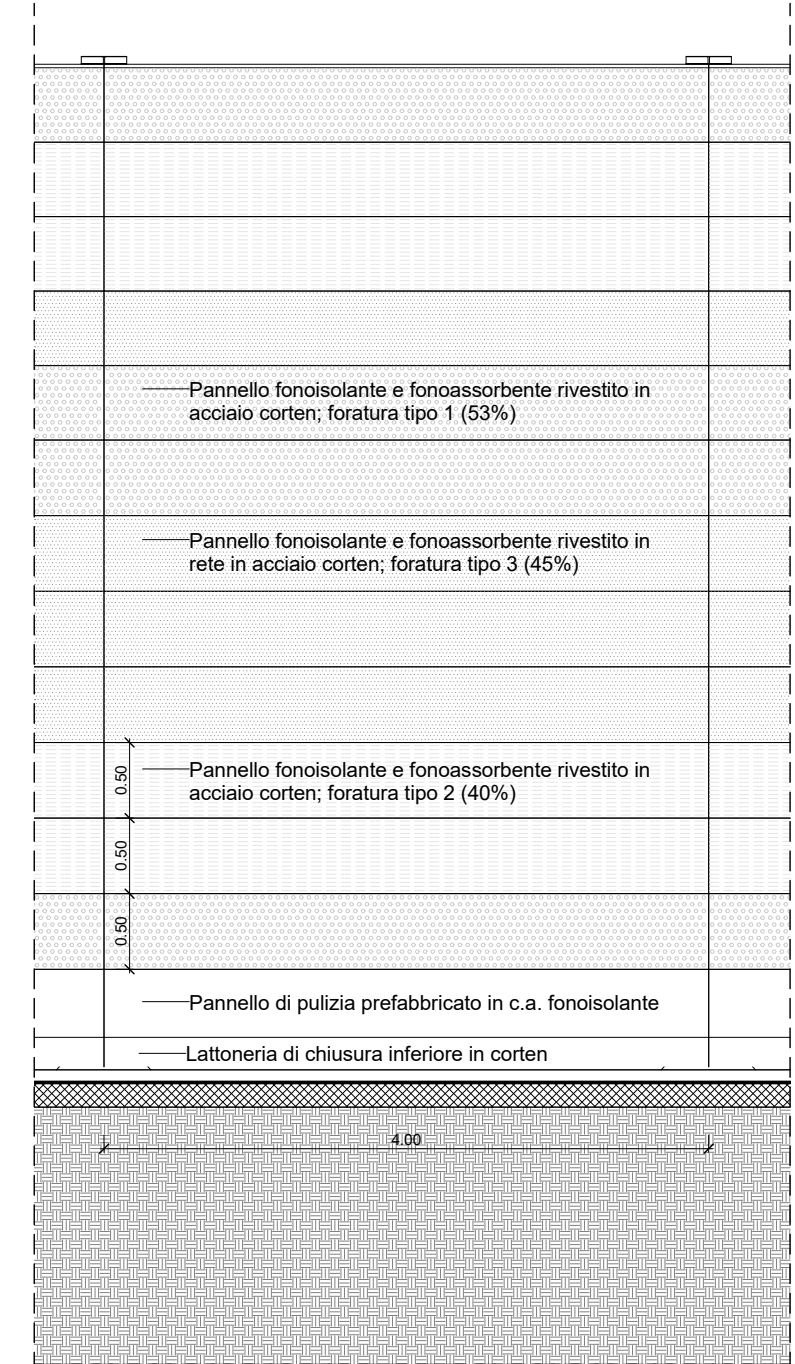 Pannello fonoisolante e fonoassorbente rivestito in
acciaio corten; foratura tipo 1 (53%)
Pannello fonoisolante e fonoassorbente rivestito in
rete in acciaio corten; foratura tipo 3 (45%)
Pannello fonoisolante e fonoassorbente rivestito in
acciaio corten; foratura tipo 2 (40%)
0.50
0.50
0.50
Pannello di pulizia prefabbricato in c.a. fonoisolante
Lattoneria di chiusura inferiore in corten
4.00